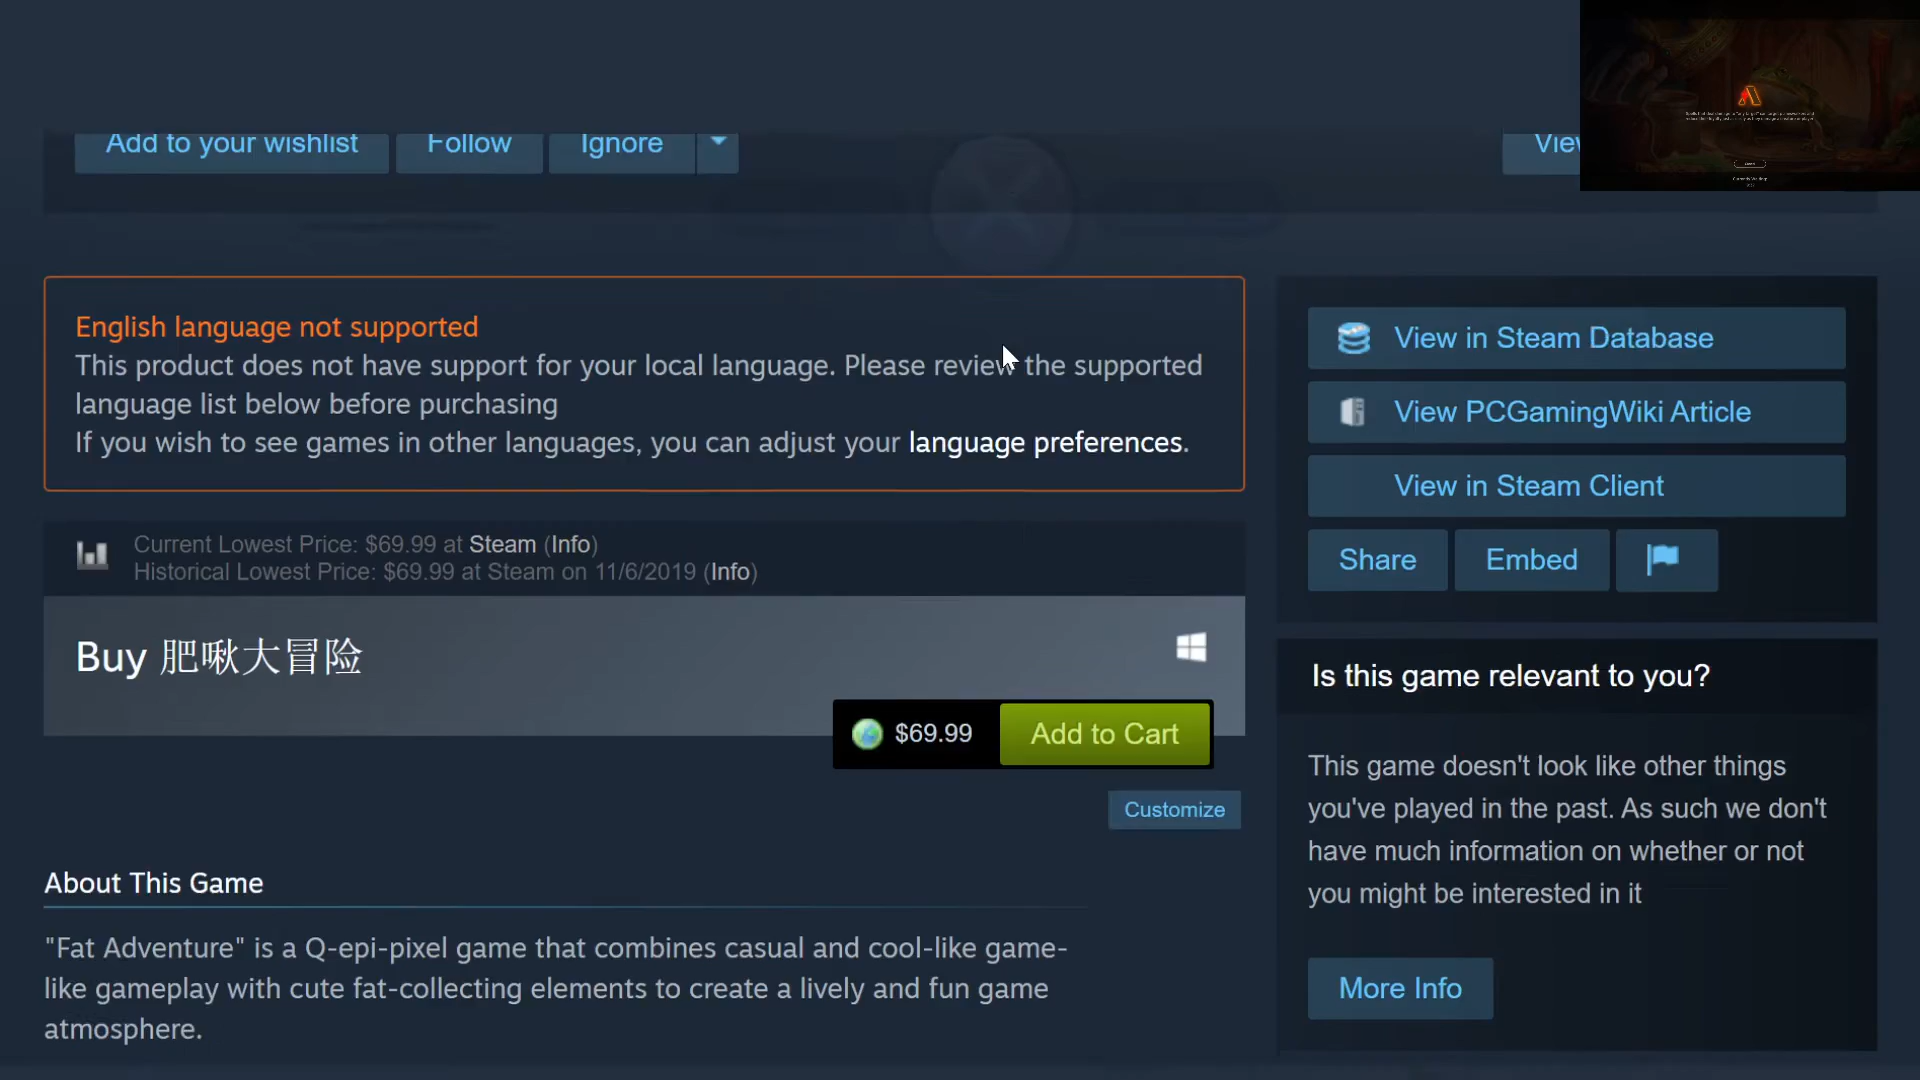 Add to your wishlist Follow Ignore
English language not supported
This product does not have support for your local language. Please review the supported
language list below before purchasing
If you wish to see games in other languages, you can adjust your language preferences.
Current Lowest Price: $69.99 at Steam (Info)
Historical Lowest Price: $69.99 at Steam on 11/6/2019 (Info)
Buy 肥啾大冒险
$69.99 Add to Cart
Customize
About This Game
"Fat Adventure" is a Q-epi-pixel game that combines casual and cool-like game-
like gameplay with cute fat-collecting elements to create a lively and fun game
atmosphere.
View in Steam Database
View PCGamingWiki Article
View in Steam Client
Share Embed
Is this game relevant to you?
This game doesn't look like other things
you've played in the past. As such we don't
have much information on whether or not
you might be interested in it
More Info